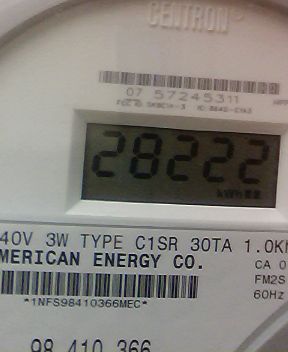 CENTRON
07 57245311
28222
kWh
40V 3W TYPE C1SR 30TA 1.0K
MERICAN ENERGY CO.
CA 0
FM2S
60Hz
*1NFS98410366MEC*
98 410 366